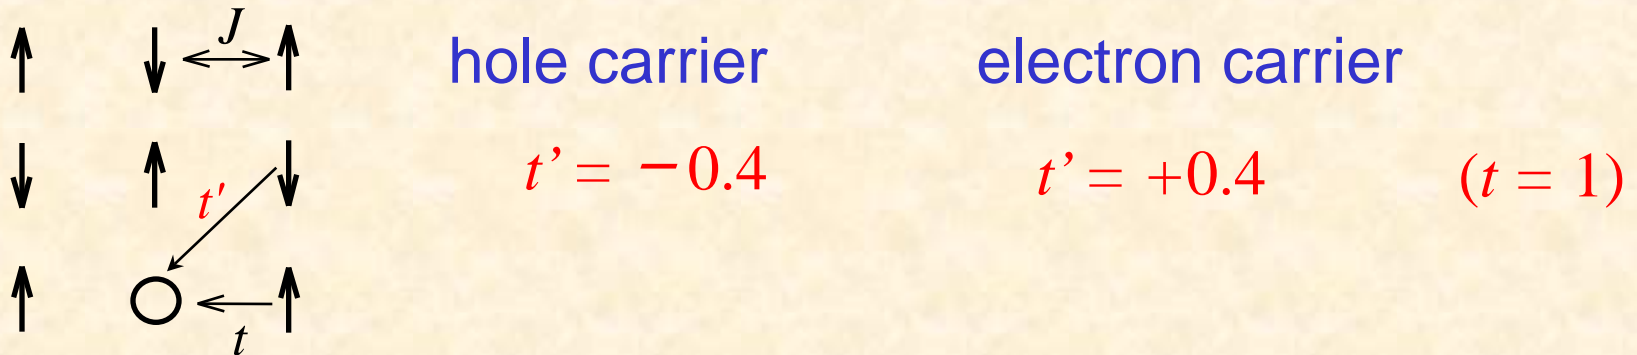 J
hole carrier electron carrier
t’ = −0.4 t’ = +0.4 (t = 1)
t'
t